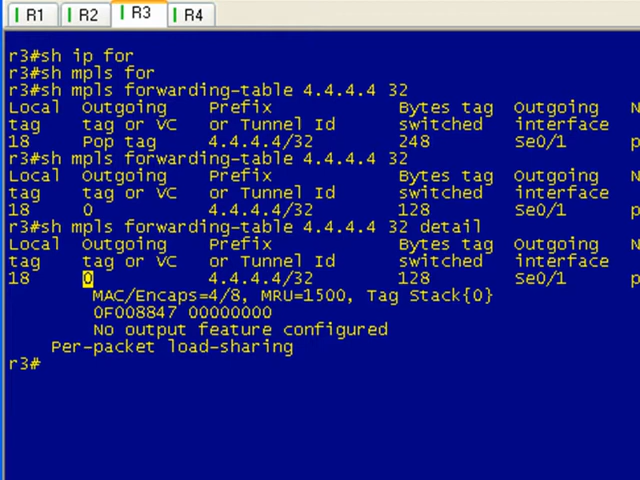 R1 R2 R3 R4
r3#sh ip for
r3#sh mpls for
r3#sh mpls forwarding-table 4.4.4.4 32
Local Outgoing Prefix Bytes tag Outgoing N
tag tag or VC or Tunnel Id switched interface
18 Pop tag 4.4.4.4/32 248 Se0/1 p
r3#sh mpls forwarding-table 4.4.4.4 32
Local Outgoing Prefix Bytes tag Outgoing N
tag tag or VC or Tunnel Id switched interface
18 0 4.4.4.4/32 128 Se0/1 p
r3#sh mpls forwarding-table 4.4.4.4 32 detail
Local Outgoing Prefix Bytes tag Outgoing N
tag tag or VC or Tunnel Id switched interface
18 0 4.4.4.4/32 128 Se0/1 p
MAC/Encaps=4/8, MRU=1500, Tag Stack{0}
0F008847 00000000
No output feature configured
Per-packet load-sharing
r3#